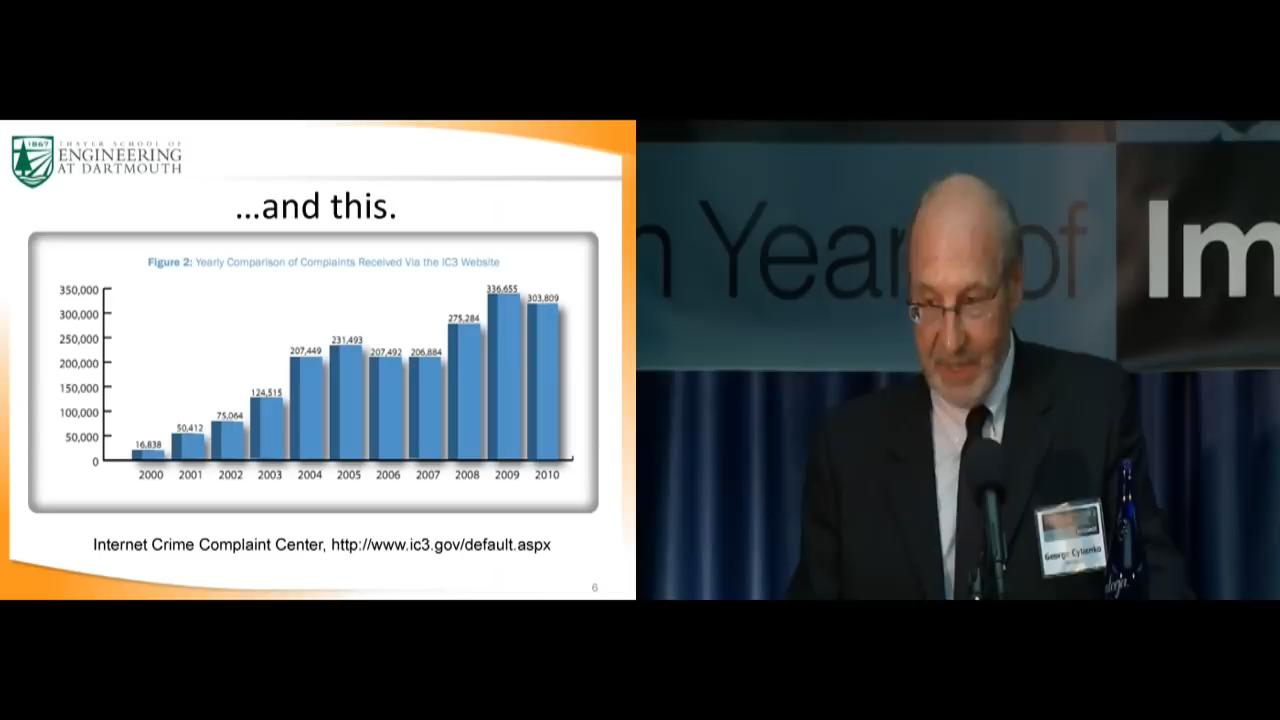 1867
THAYER SCHOOL OF
ENGINEERING
AT DARTMOUTH
...and this.
Figure 2: Yearly Comparison of Complaints Received Via the IC3 Website
350,000
300,000
250,000
200,000
150,000
100,000
50,000
0
16,838
50,412
75,064
124,515
207,449
231,493
207,492
206,884
275,284
336,655
303,809
2000 2001 2002 2003 2004 2005 2006 2007 2008 2009 2010
Internet Crime Complaint Center, http://www.ic3.gov/default.aspx
6
n Years of
Im
George Cybenko